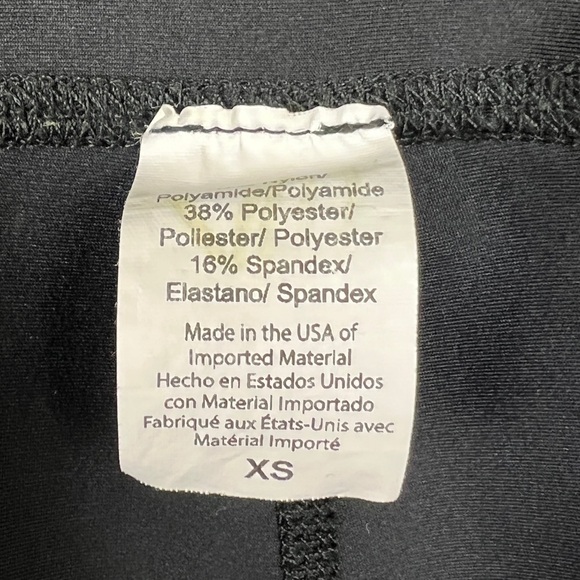 Polyamide/Polyamide
38% Polyester/
Poliester/ Polyester
16% Spandex/
Elastano/ Spandex
Made in the USA of
Imported Material
Hecho en Estados Unidos
con Material Importado
Fabriqué aux États-Unis avec
Matérial Importé
XS